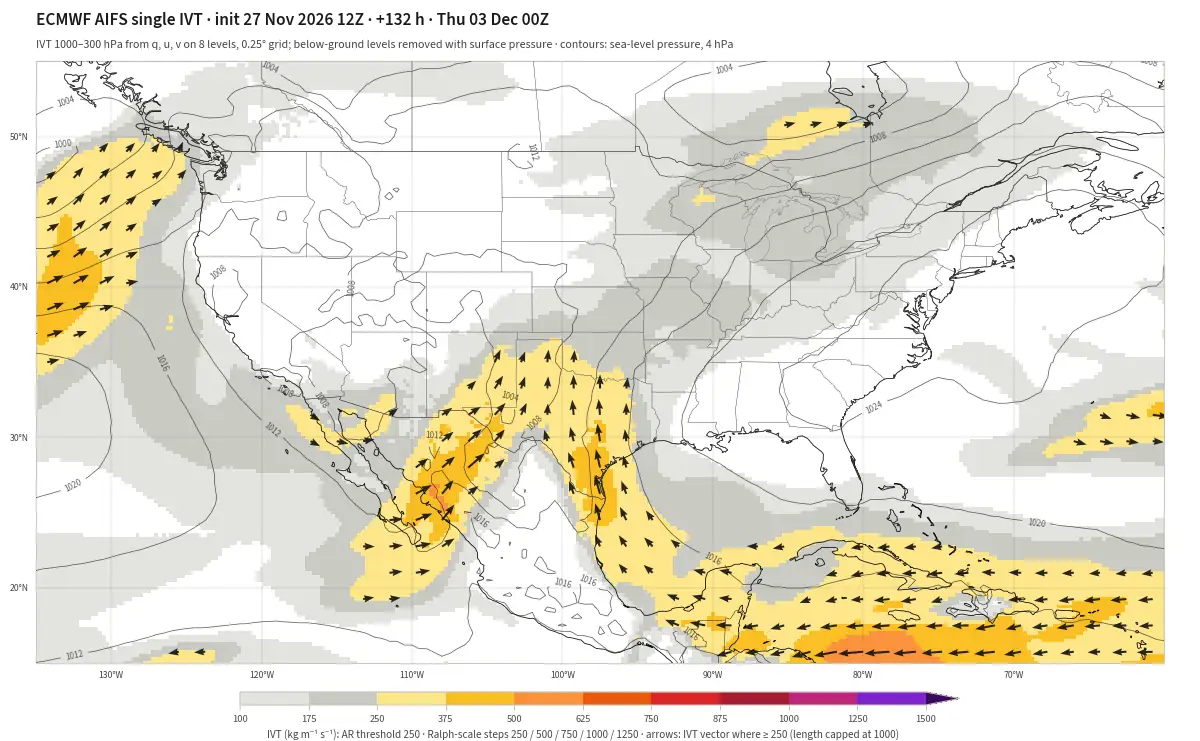 ECMWF AIFS single IVT · init 27 Nov 2026 12Z · +132 h · Thu 03 Dec 00Z
IVT 1000–300 hPa from q, u, v on 8 levels, 0.25° grid; below-ground levels removed with surface pressure · contours: sea-level pressure, 4 hPa
1004
1004
1008
1004
50°N
1000
1008
1012
1008
1008
40°N
1016
1008
1008
1004
1024
1012
1012
1008
30°N
1020
1016
1020
1016
20°N
1016
1016
1016
1012
130°W 120°W 110°W 100°W 90°W 80°W 70°W
100 175 250 375 500 625 750 875 1000 1250 1500
IVT (kg m⁻¹ s⁻¹): AR threshold 250 · Ralph-scale steps 250 / 500 / 750 / 1000 / 1250 · arrows: IVT vector where ≥ 250 (length capped at 1000)